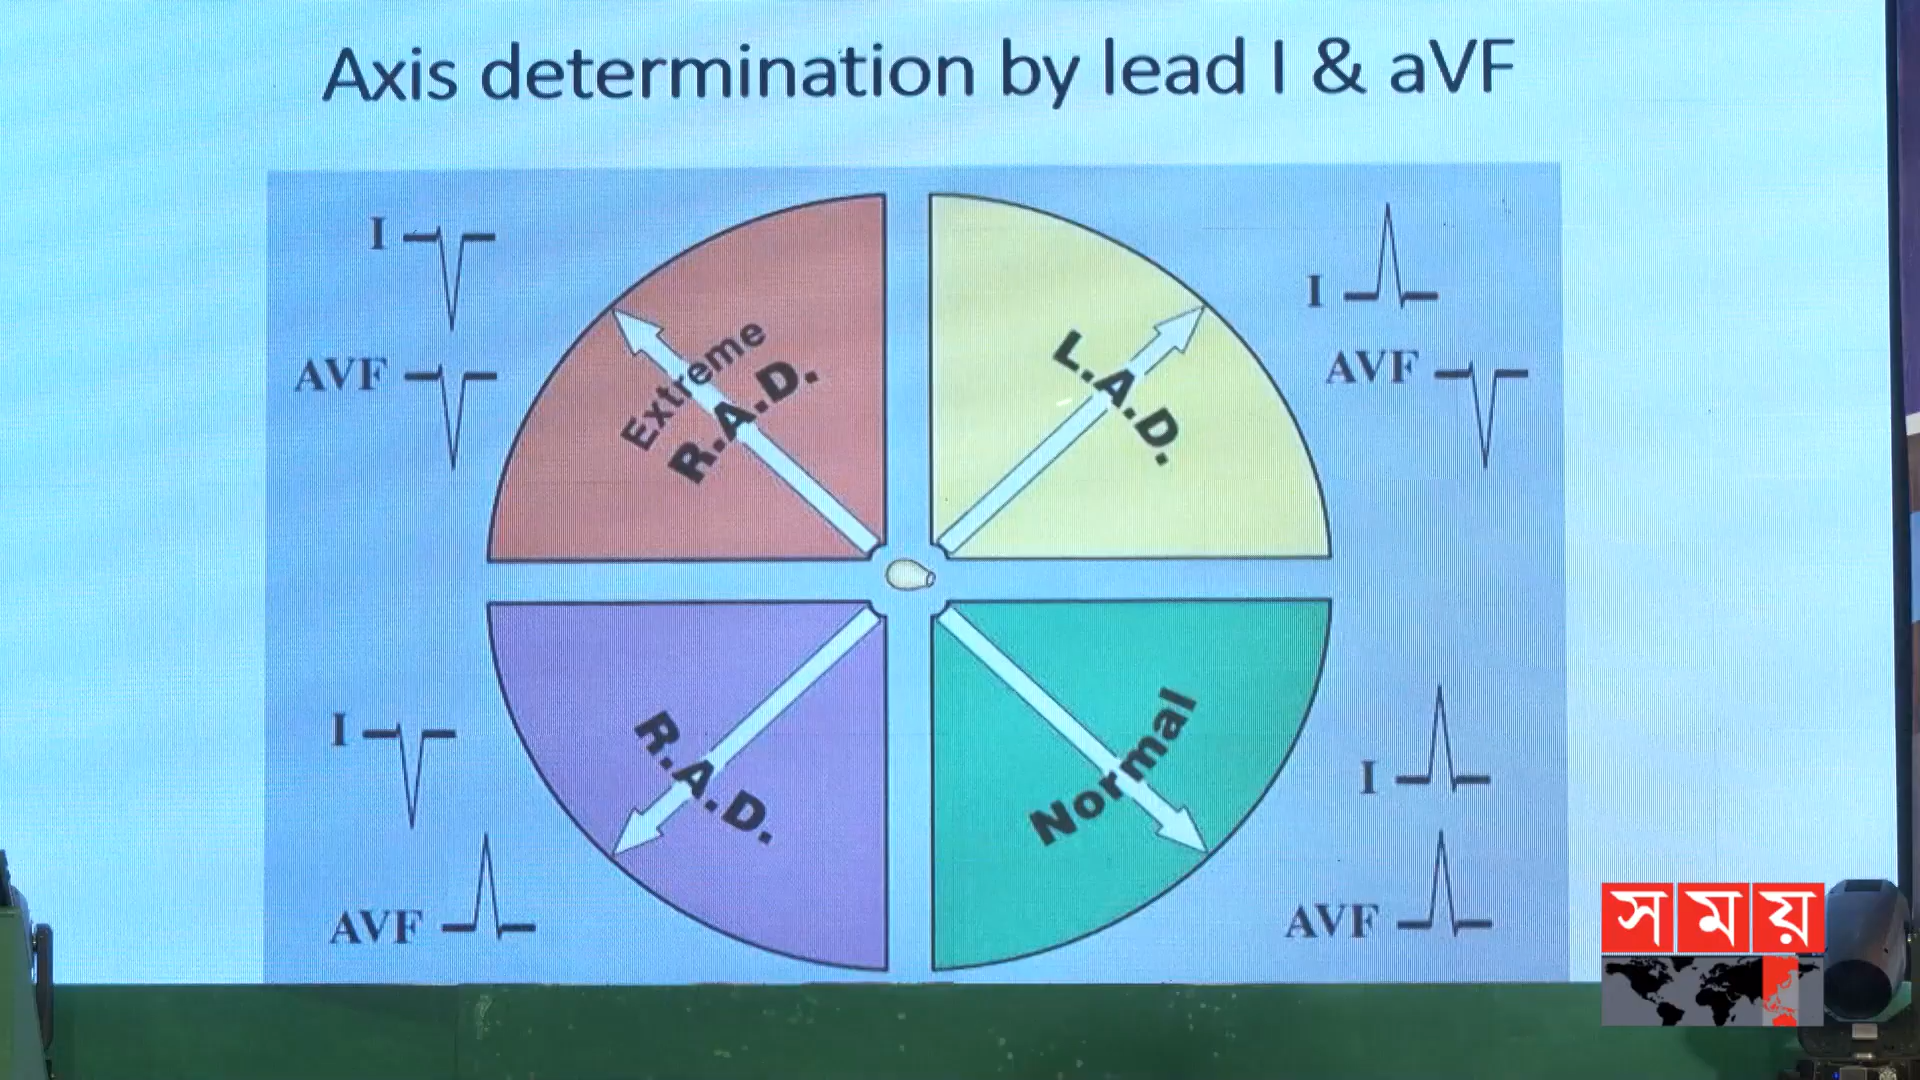 Axis determination by lead I & aVF
I
AVF
Extreme
R.A.D.
L.A.D.
I
AVF
I
AVF
R.A.D.
Normal
I
AVF
সময়